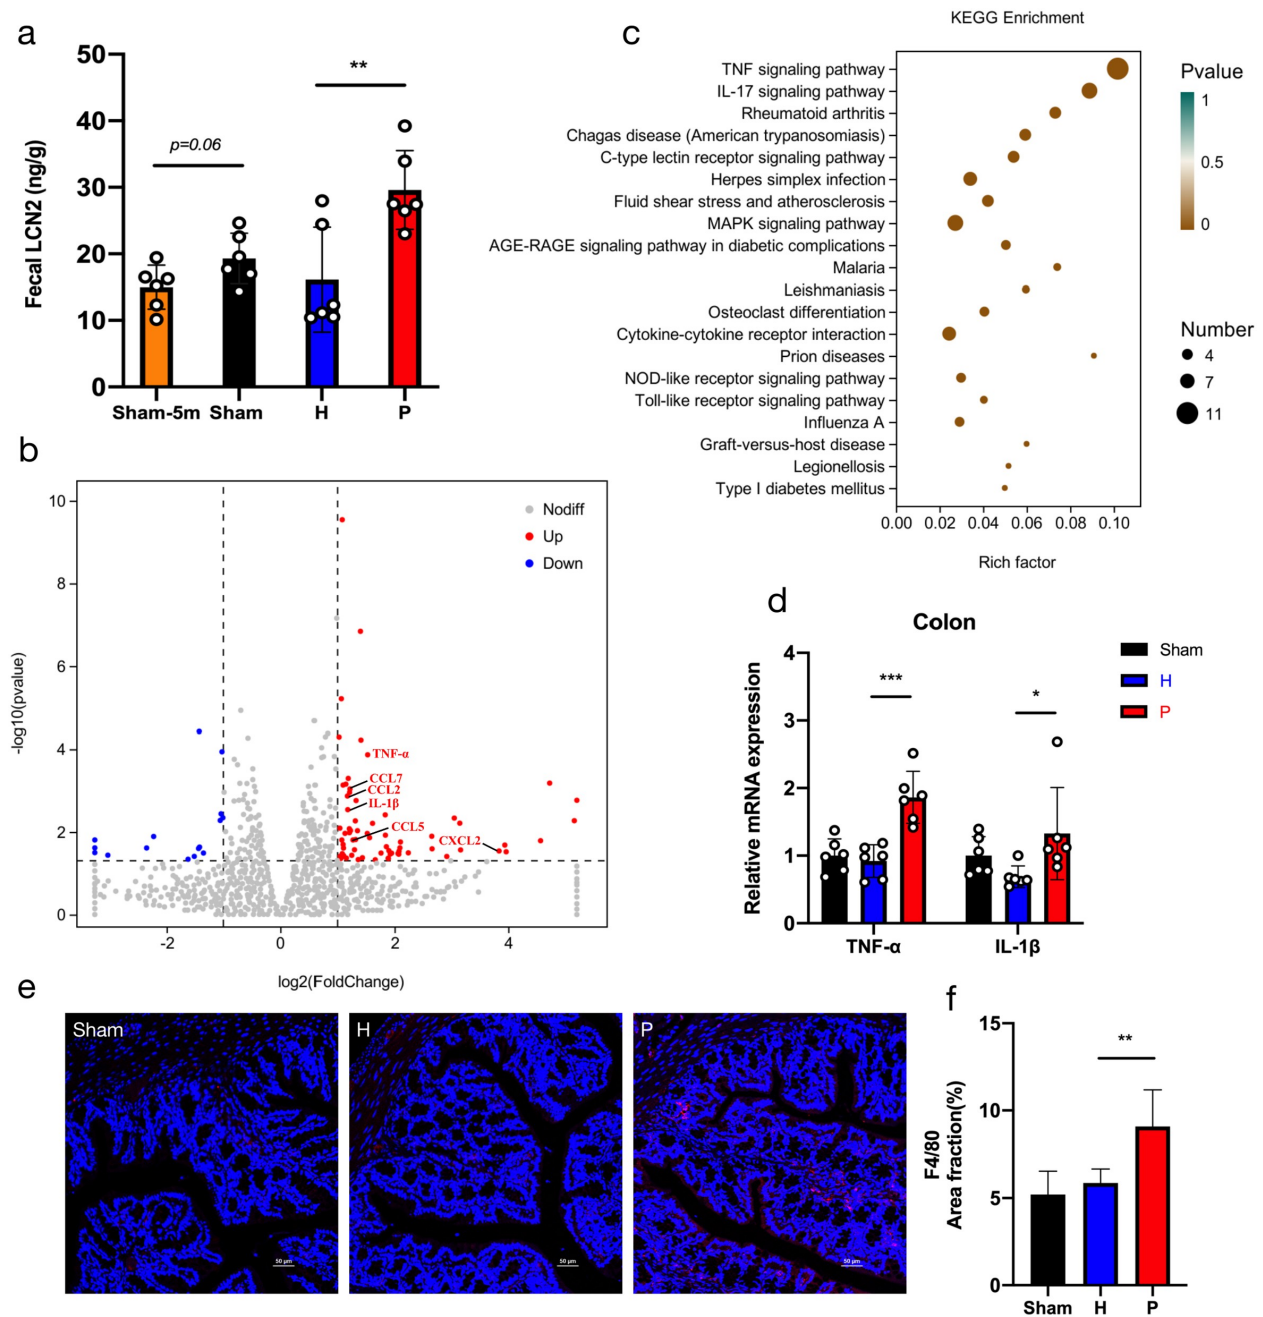 a
50
40
30
20
10
0
Fecal LCN2 (ng/g)
p=0.06
**
Sham-5m Sham H P
c
KEGG Enrichment
TNF signaling pathway
IL-17 signaling pathway
Rheumatoid arthritis
Chagas disease (American trypanosomiasis)
C-type lectin receptor signaling pathway
Herpes simplex infection
Fluid shear stress and atherosclerosis
MAPK signaling pathway
AGE-RAGE signaling pathway in diabetic complications
Malaria
Leishmaniasis
Osteoclast differentiation
Cytokine-cytokine receptor interaction
Prion diseases
NOD-like receptor signaling pathway
Toll-like receptor signaling pathway
Influenza A
Graft-versus-host disease
Legionellosis
Type I diabetes mellitus
0.00 0.02 0.04 0.06 0.08 0.10
Rich factor
Pvalue
1
0.5
0
Number
4
7
11
b
10
8
6
4
2
0
-log10(pvalue)
Nodiff
Up
Down
TNF-α
CCL7
CCL2
IL-1β
CCL5
CXCL2
-2 0 2 4
log2(FoldChange)
d
Colon
4
3
2
1
0
Relative mRNA expression
***
*
TNF-α IL-1β
Sham
H
P
e
Sham
50 μm
H
50 μm
P
50 μm
f
15
10
5
0
F4/80
Area fraction(%)
**
Sham H P